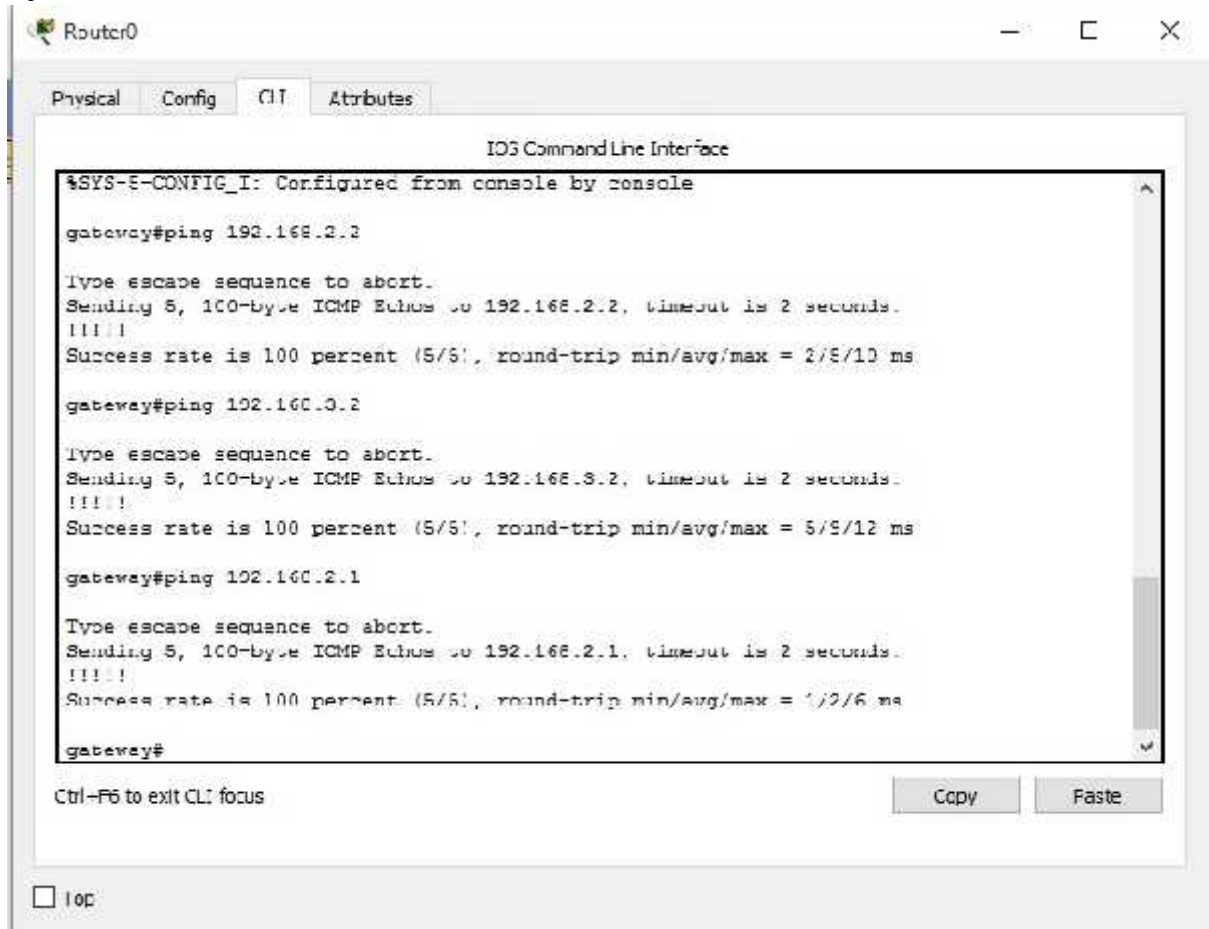 Router0
Physical Config CLI Attributes
IOS Command Line Interface
%SYS-5-CONFIG_I: Configured from console by console
gateway#ping 192.168.2.2
Type escape sequence to abort.
Sending 5, 100-byte ICMP Echos to 192.168.2.2, timeout is 2 seconds:
!!!!!
Success rate is 100 percent (5/5), round-trip min/avg/max = 2/5/10 ms
gateway#ping 192.168.3.2
Type escape sequence to abort.
Sending 5, 100-byte ICMP Echos to 192.168.3.2, timeout is 2 seconds:
!!!!!
Success rate is 100 percent (5/5), round-trip min/avg/max = 5/9/12 ms
gateway#ping 192.168.2.1
Type escape sequence to abort.
Sending 5, 100-byte ICMP Echos to 192.168.2.1, timeout is 2 seconds:
!!!!!
Success rate is 100 percent (5/5), round-trip min/avg/max = 1/2/6 ms
gateway#
Ctrl+F6 to exit CLI focus
Copy Paste
Top